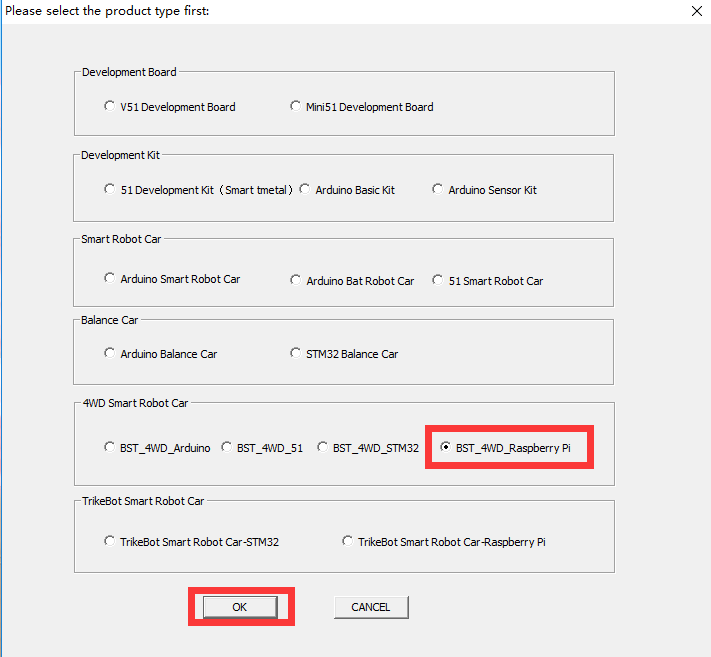 Please select the product type first:
Development Board
V51 Development Board Mini51 Development Board
Development Kit
51 Development Kit（Smart tmetal） Arduino Basic Kit Arduino Sensor Kit
Smart Robot Car
Arduino Smart Robot Car Arduino Bat Robot Car 51 Smart Robot Car
Balance Car
Arduino Balance Car STM32 Balance Car
4WD Smart Robot Car
BST_4WD_Arduino BST_4WD_51 BST_4WD_STM32 BST_4WD_Raspberry Pi
TrikeBot Smart Robot Car
TrikeBot Smart Robot Car-STM32 TrikeBot Smart Robot Car-Raspberry Pi
OK CANCEL